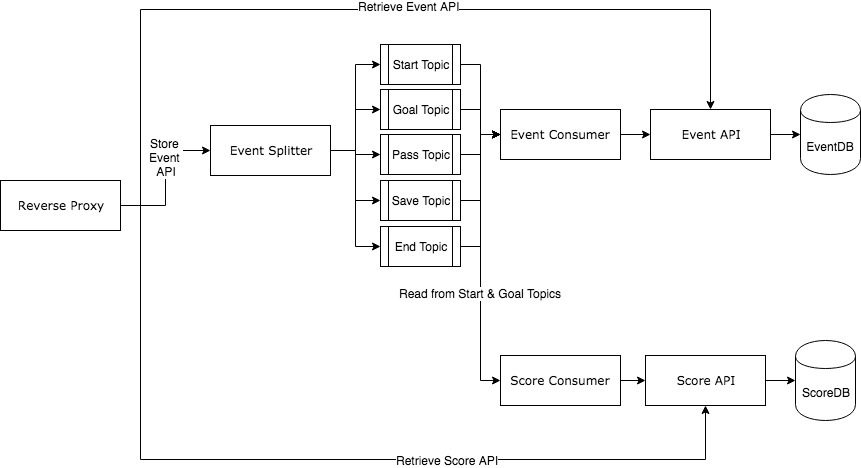 Retrieve Event API
Start Topic
Goal Topic
Store
Event
API
Event Splitter
Pass Topic
Event Consumer
Event API
EventDB
Reverse Proxy
Save Topic
End Topic
Read from Start & Goal Topics
Score Consumer
Score API
ScoreDB
Retrieve Score API